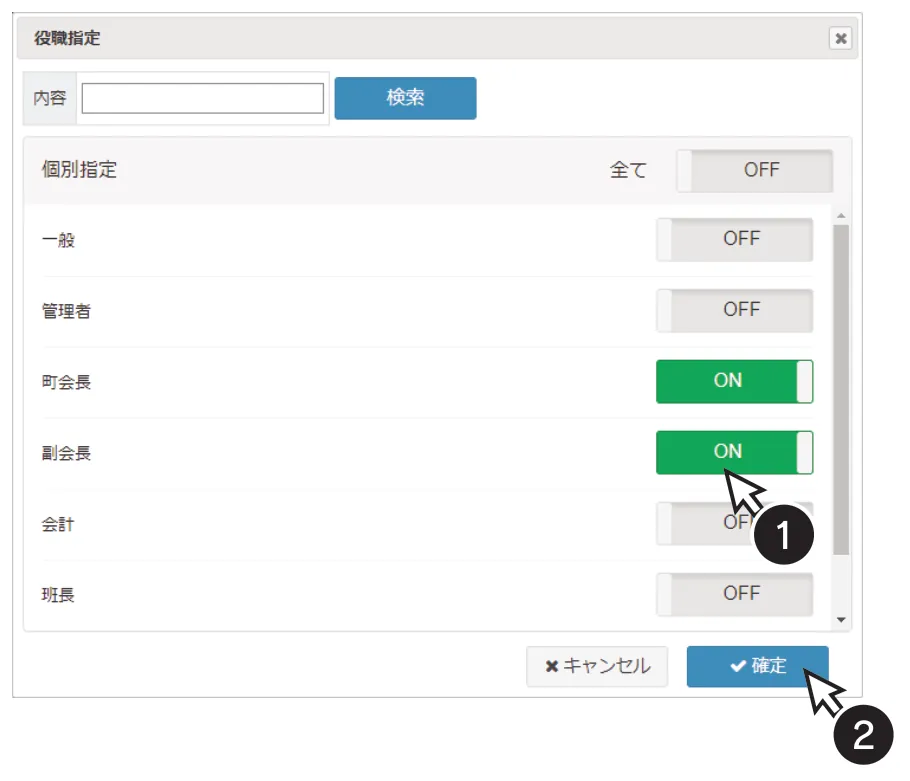 役職指定
内容 検索
個別指定 全て OFF
一般 OFF
管理者 OFF
町会長 ON
副会長 ON
会計 OFF
1
班長 OFF
キャンセル 確定
2